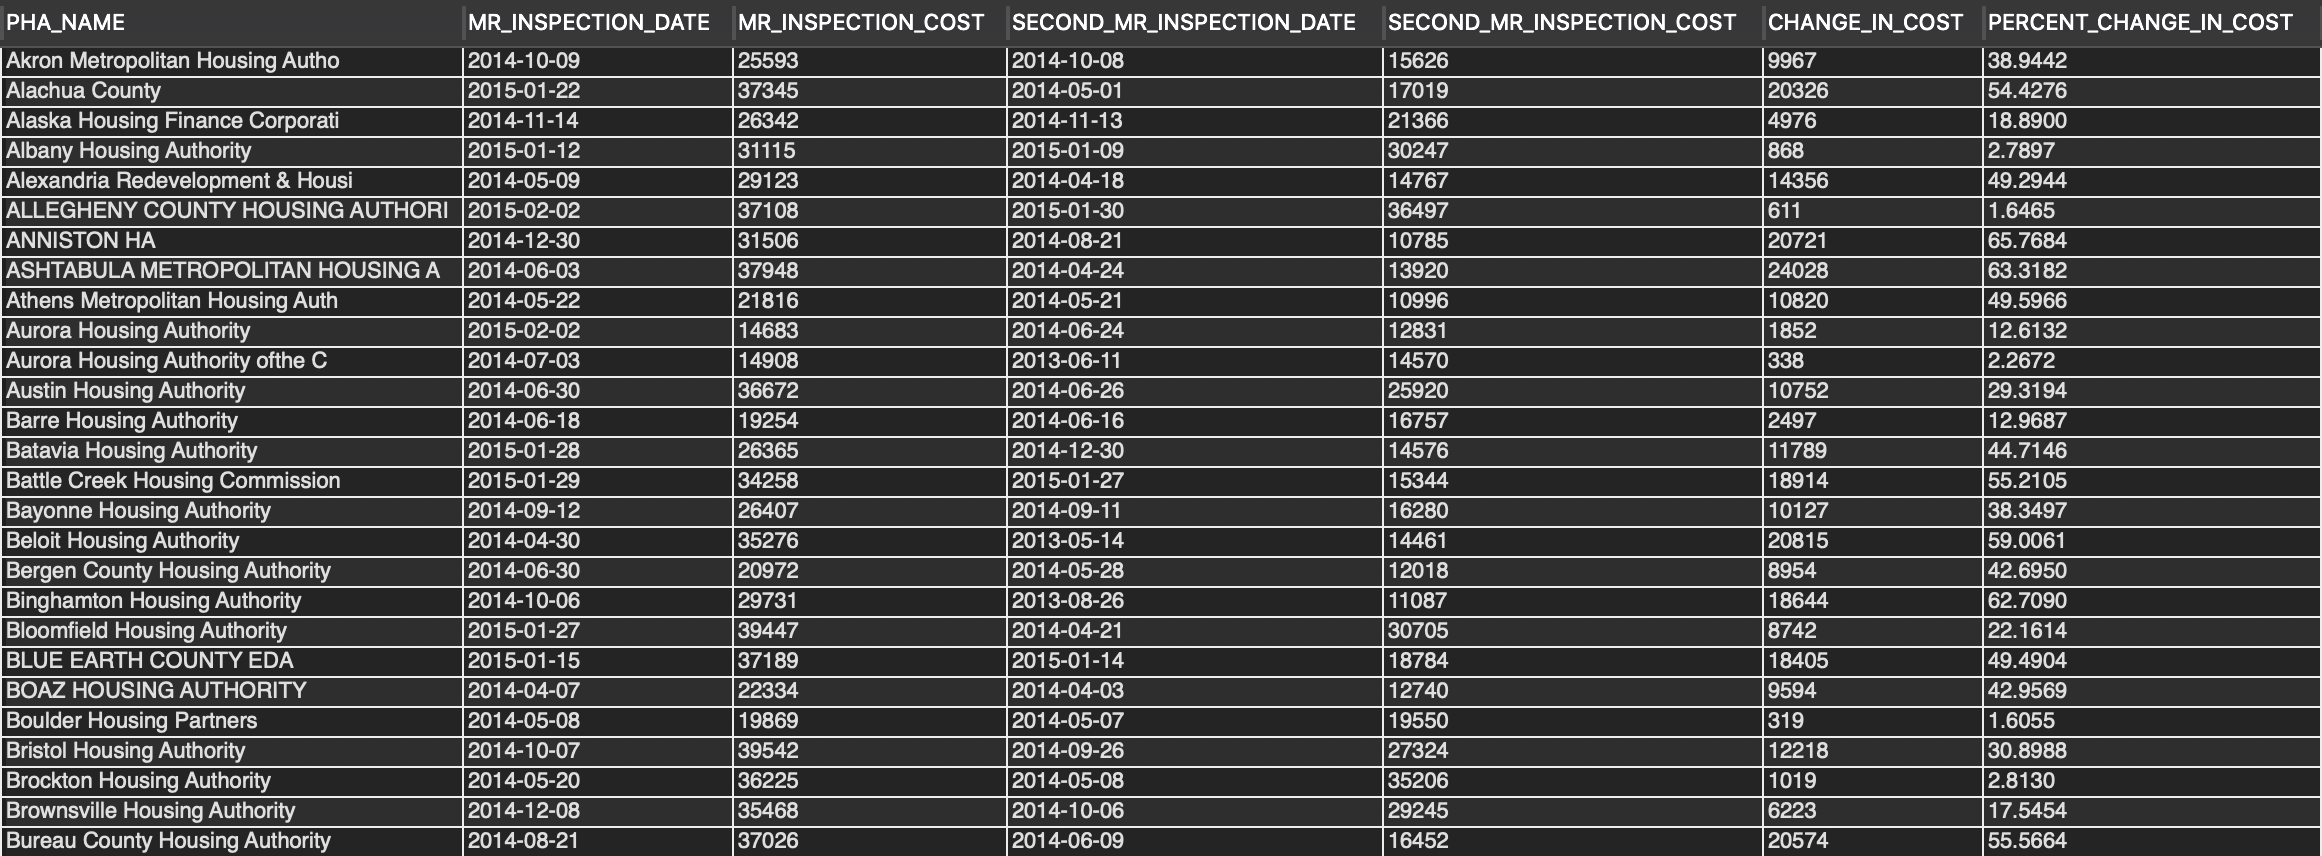 PHA_NAME MR_INSPECTION_DATE MR_INSPECTION_COST SECOND_MR_INSPECTION_DATE SECOND_MR_INSPECTION_COST CHANGE_IN_COST PERCENT_CHANGE_IN_COST
Akron Metropolitan Housing Autho 2014-10-09 25593 2014-10-08 15626 9967 38.9442
Alachua County 2015-01-22 37345 2014-05-01 17019 20326 54.4276
Alaska Housing Finance Corporati 2014-11-14 26342 2014-11-13 21366 4976 18.8900
Albany Housing Authority 2015-01-12 31115 2015-01-09 30247 868 2.7897
Alexandria Redevelopment & Housi 2014-05-09 29123 2014-04-18 14767 14356 49.2944
ALLEGHENY COUNTY HOUSING AUTHORI 2015-02-02 37108 2015-01-30 36497 611 1.6465
ANNISTON HA 2014-12-30 31506 2014-08-21 10785 20721 65.7684
ASHTABULA METROPOLITAN HOUSING A 2014-06-03 37948 2014-04-24 13920 24028 63.3182
Athens Metropolitan Housing Auth 2014-05-22 21816 2014-05-21 10996 10820 49.5966
Aurora Housing Authority 2015-02-02 14683 2014-06-24 12831 1852 12.6132
Aurora Housing Authority ofthe C 2014-07-03 14908 2013-06-11 14570 338 2.2672
Austin Housing Authority 2014-06-30 36672 2014-06-26 25920 10752 29.3194
Barre Housing Authority 2014-06-18 19254 2014-06-16 16757 2497 12.9687
Batavia Housing Authority 2015-01-28 26365 2014-12-30 14576 11789 44.7146
Battle Creek Housing Commission 2015-01-29 34258 2015-01-27 15344 18914 55.2105
Bayonne Housing Authority 2014-09-12 26407 2014-09-11 16280 10127 38.3497
Beloit Housing Authority 2014-04-30 35276 2013-05-14 14461 20815 59.0061
Bergen County Housing Authority 2014-06-30 20972 2014-05-28 12018 8954 42.6950
Binghamton Housing Authority 2014-10-06 29731 2013-08-26 11087 18644 62.7090
Bloomfield Housing Authority 2015-01-27 39447 2014-04-21 30705 8742 22.1614
BLUE EARTH COUNTY EDA 2015-01-15 37189 2015-01-14 18784 18405 49.4904
BOAZ HOUSING AUTHORITY 2014-04-07 22334 2014-04-03 12740 9594 42.9569
Boulder Housing Partners 2014-05-08 19869 2014-05-07 19550 319 1.6055
Bristol Housing Authority 2014-10-07 39542 2014-09-26 27324 12218 30.8988
Brockton Housing Authority 2014-05-20 36225 2014-05-08 35206 1019 2.8130
Brownsville Housing Authority 2014-12-08 35468 2014-10-06 29245 6223 17.5454
Bureau County Housing Authority 2014-08-21 37026 2014-06-09 16452 20574 55.5664